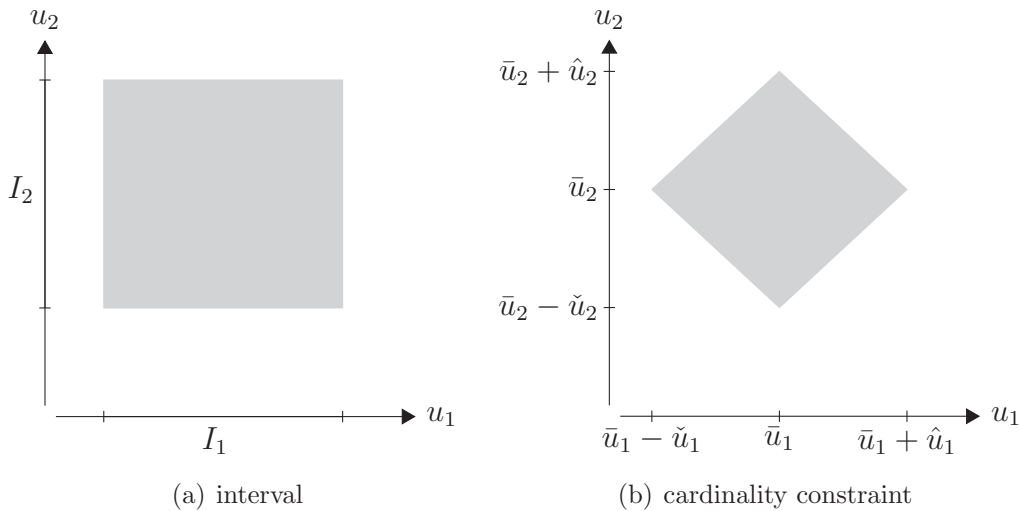 u₂
I₂
I₁
u₁
(a) interval
u₂
ū₂ + û₂
ū₂
ū₂ − ǔ₂
ū₁ − ǔ₁
ū₁
ū₁ + û₁
u₁
(b) cardinality constraint